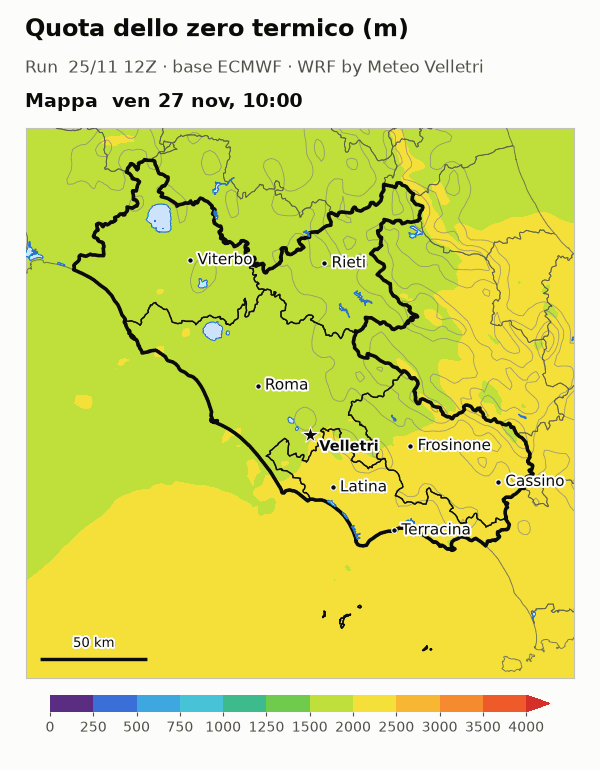 Quota dello zero termico (m)
Run  25/11 12Z · base ECMWF · WRF by Meteo Velletri
Mappa  ven 27 nov, 10:00
Viterbo
Rieti
Roma
Velletri
Frosinone
Latina
Cassino
Terracina
50 km
0 250 500 750 1000 1250 1500 2000 2500 3000 3500 4000